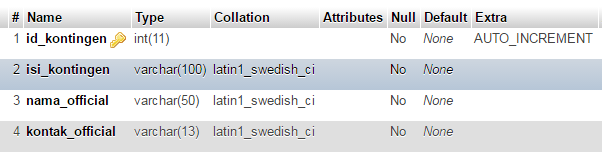 # Name Type Collation Attributes Null Default Extra
1 id_kontingen int(11) No None AUTO_INCREMENT
2 isi_kontingen varchar(100) latin1_swedish_ci No None
3 nama_official varchar(50) latin1_swedish_ci No None
4 kontak_official varchar(13) latin1_swedish_ci No None